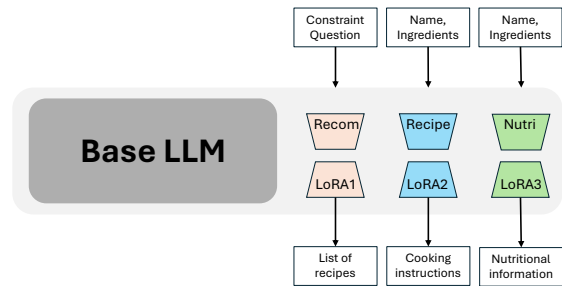 Constraint
Question
Name,
Ingredients
Name,
Ingredients
Base LLM
Recom
Recipe
Nutri
LoRA1
LoRA2
LoRA3
List of
recipes
Cooking
instructions
Nutritional
information